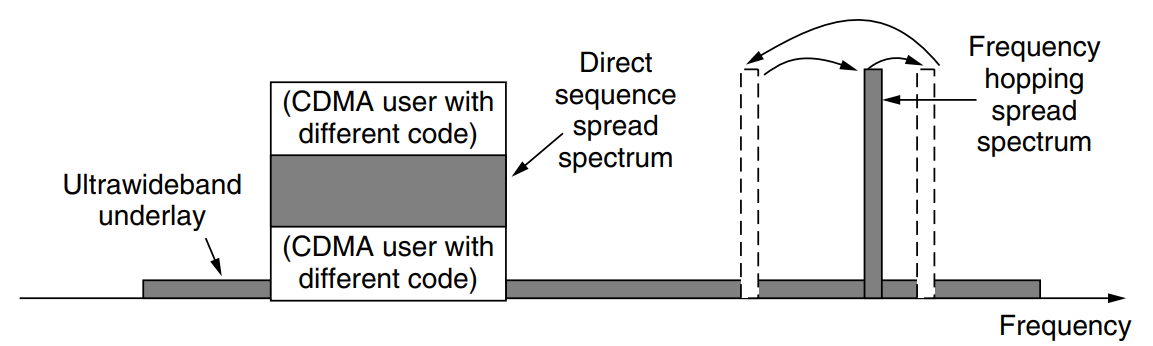 Ultrawideband
underlay
(CDMA user with
different code)
(CDMA user with
different code)
Direct
sequence
spread
spectrum
Frequency
hopping
spread
spectrum
Frequency